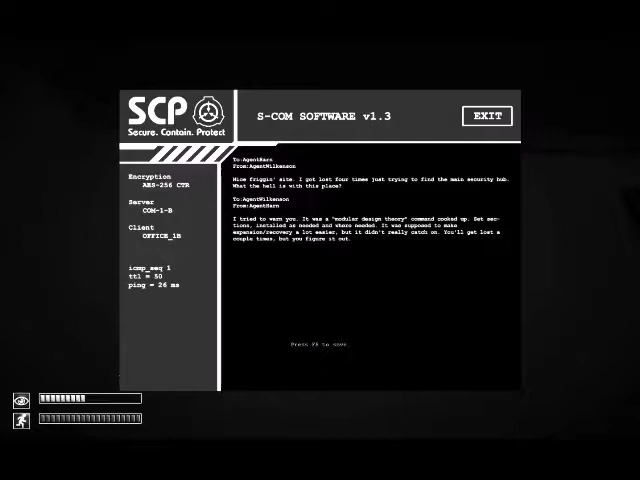 SCP
Secure. Contain. Protect
S-COM SOFTWARE v1.3
EXIT
Encryption
AES-256 CTR
Server
COM-1-B
Client
OFFICE_1B
icmp_seq 1
ttl = 50
ping = 26 ms
To:AgentHarn
From:AgentWilkenson
Nice friggin' site. I got lost four times just trying to find the main security hub.
What the hell is with this place?
To:AgentWilkenson
From:AgentHarn
I tried to warn you. It was a "modular design theory" command cooked up. Set sec-
tions, installed as needed and where needed. It was supposed to make
expansion/recovery a lot easier, but it didn't really catch on. You'll get lost a
couple times, but you figure it out.
Press F5 to save.